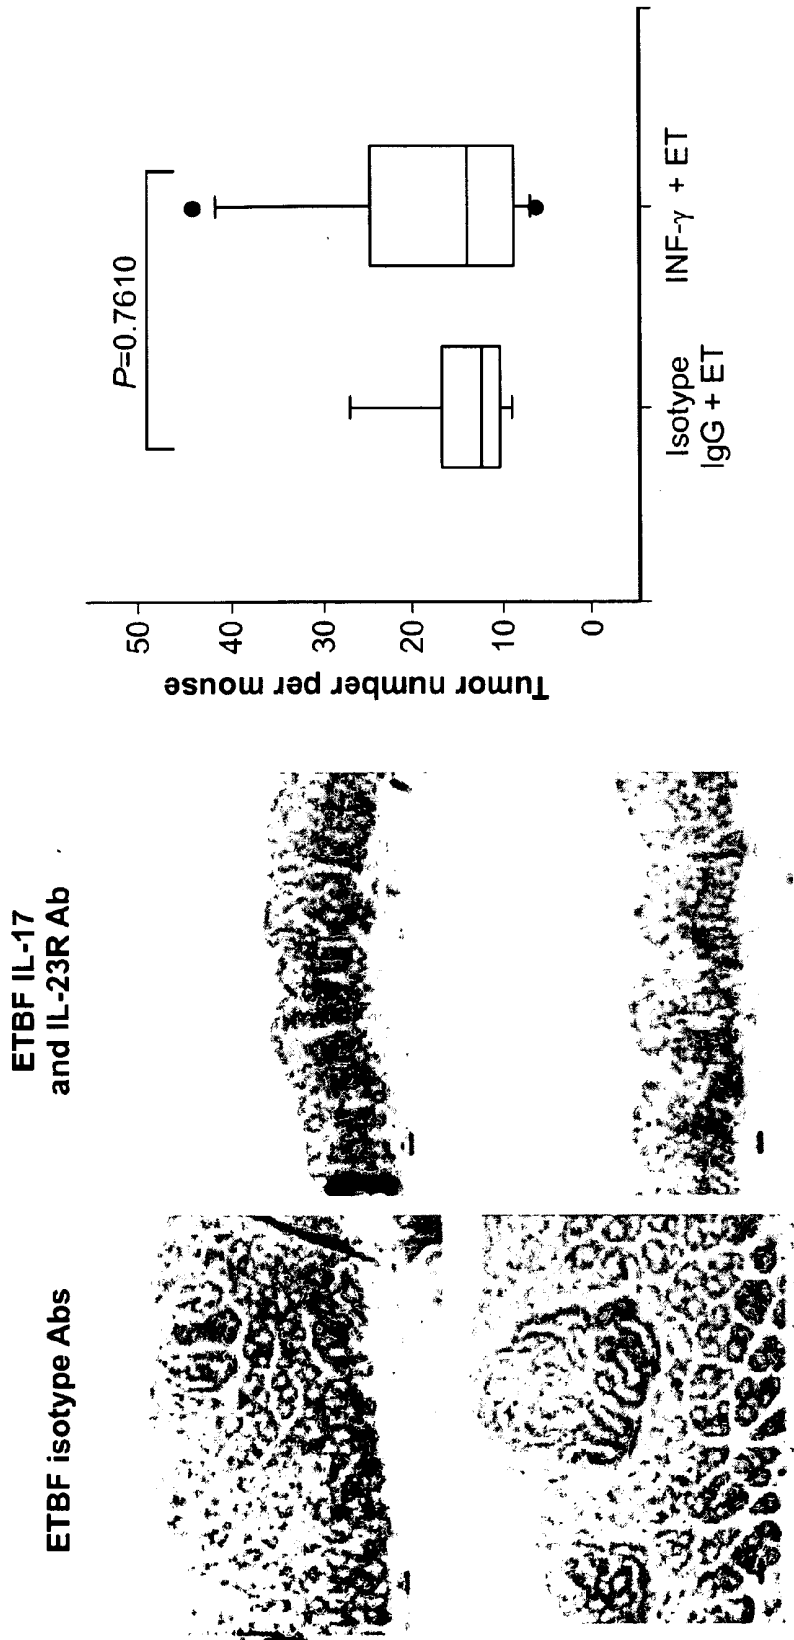 ETBF isotype Abs
ETBF IL-17
and IL-23R Ab
Tumor number per mouse
50
40
30
20
10
0
P=0.7610
Isotype
IgG + ET
INF-γ + ET